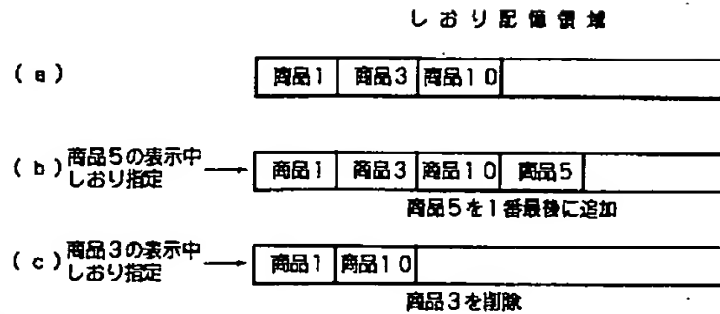 しおり記憶領域
(a) 商品1 商品3 商品10
(b) 商品5の表示中 しおり指定 商品1 商品3 商品10 商品5
商品5を1番最後に追加
(c) 商品3の表示中 しおり指定 商品1 商品10
商品3を削除